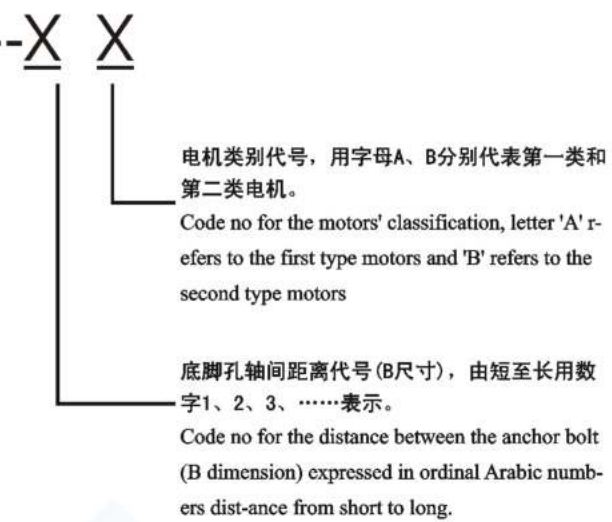 -X X
电机类别代号，用字母A、B分别代表第一类和
第二类电机。
Code no for the motors' classification, letter 'A' r-
efers to the first type motors and 'B' refers to the
second type motors
底脚孔轴间距离代号(B尺寸)，由短至长用数
字1、2、3、……表示。
Code no for the distance between the anchor bolt
(B dimension) expressed in ordinal Arabic numb-
ers dist-ance from short to long.